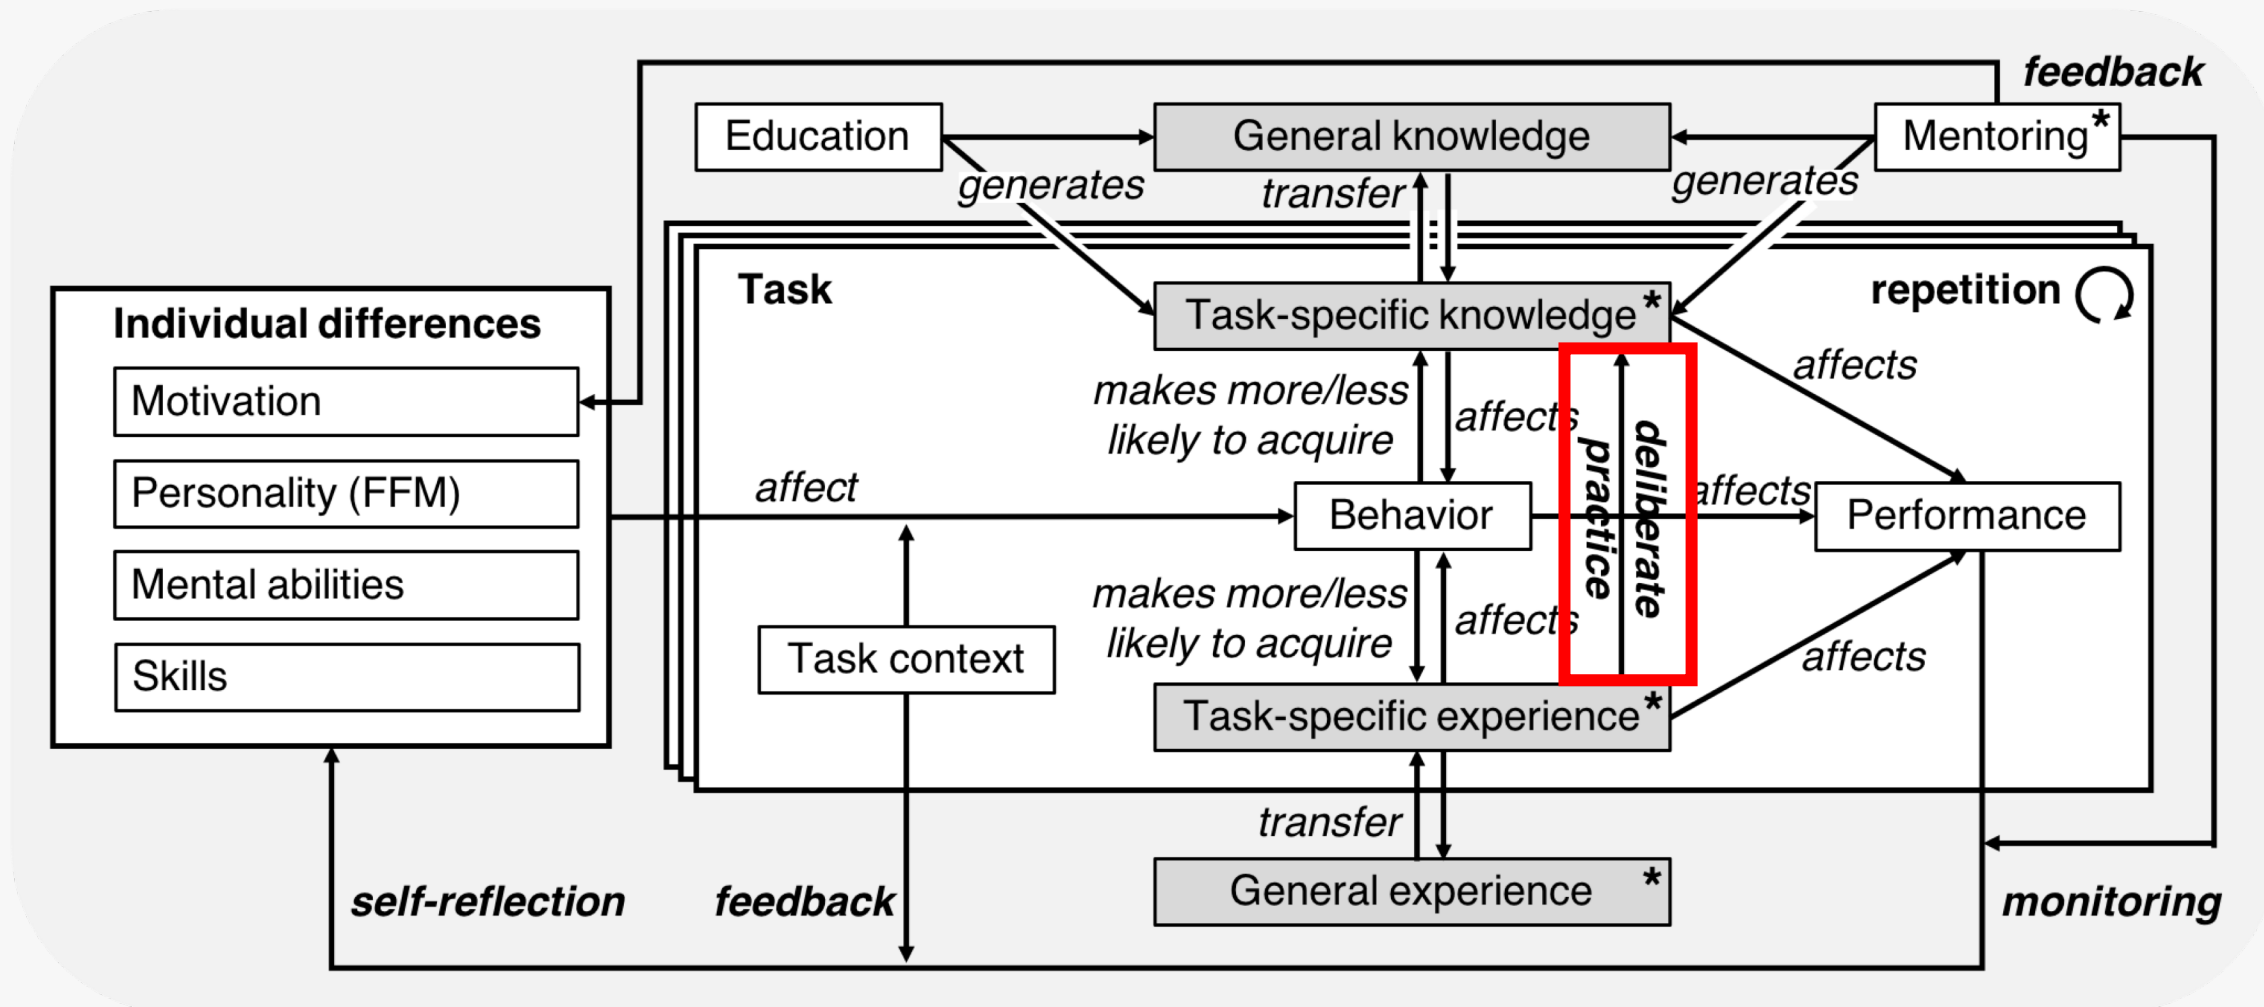 feedback
Education
General knowledge
Mentoring*
generates
transfer
generates
Task
repetition
Individual differences
Task-specific knowledge*
Motivation
makes more/less
likely to acquire
affects
affects
deliberate
practice
Personality (FFM)
affect
Behavior
affects
Performance
Mental abilities
makes more/less
likely to acquire
affects
Task context
affects
Skills
Task-specific experience*
transfer
General experience *
self-reflection
feedback
monitoring